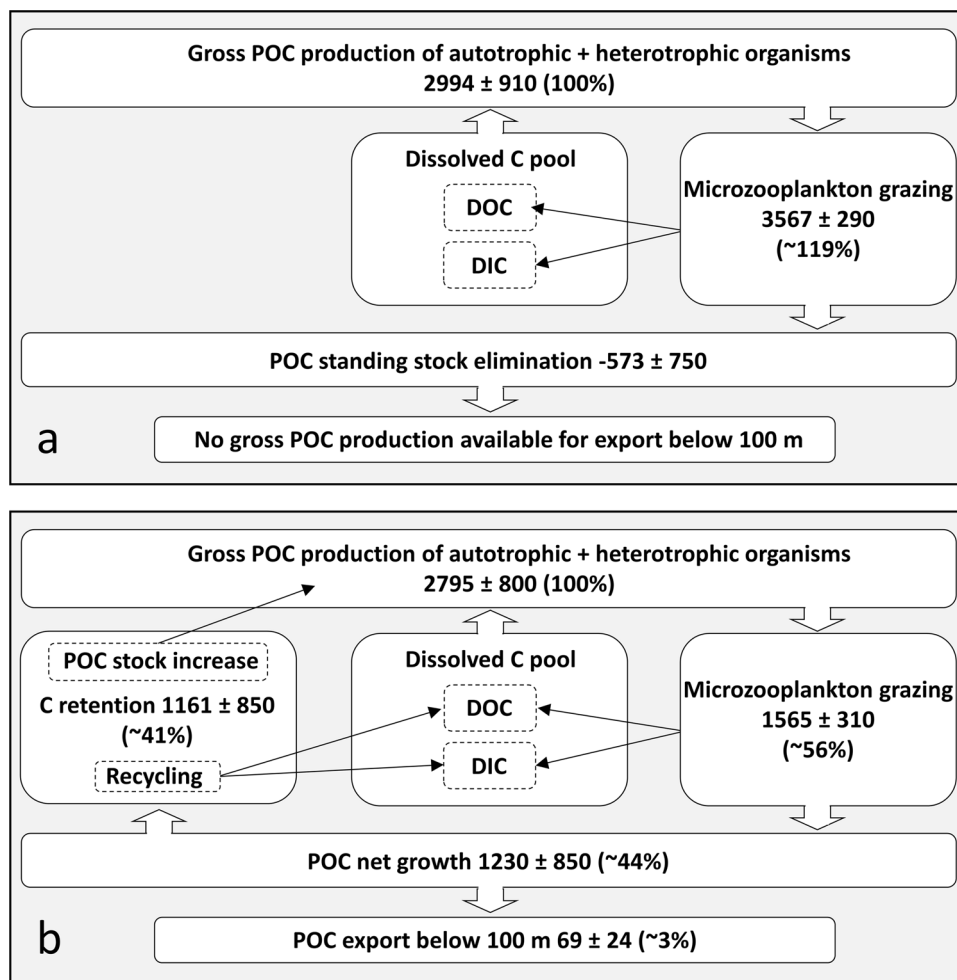 Gross POC production of autotrophic + heterotrophic organisms
2994 ± 910 (100%)
Dissolved C pool
DOC
DIC
Microzooplankton grazing
3567 ± 290
(~119%)
POC standing stock elimination -573 ± 750
No gross POC production available for export below 100 m
a
Gross POC production of autotrophic + heterotrophic organisms
2795 ± 800 (100%)
POC stock increase
C retention 1161 ± 850
(~41%)
Recycling
Dissolved C pool
DOC
DIC
Microzooplankton grazing
1565 ± 310
(~56%)
POC net growth 1230 ± 850 (~44%)
POC export below 100 m 69 ± 24 (~3%)
b